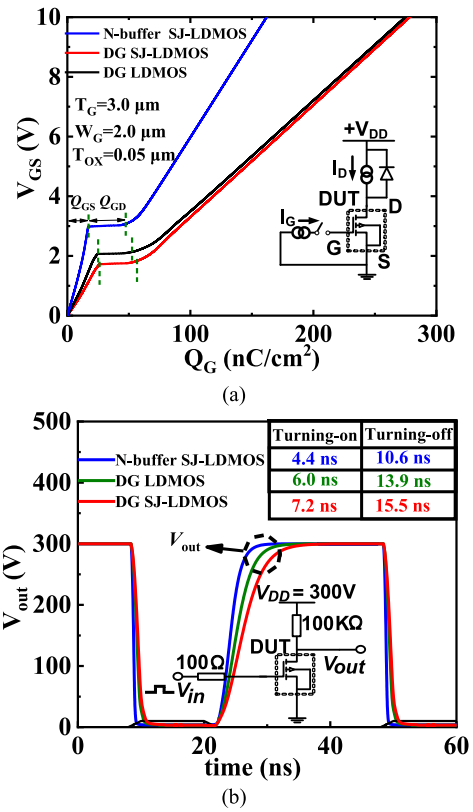 10
8
6
4
2
0
V_GS (V)
N-buffer SJ-LDMOS
DG SJ-LDMOS
DG LDMOS
T_G=3.0 μm
W_G=2.0 μm
T_OX=0.05 μm
Q_GS Q_GD
+V_DD
I_D
DUT
D
I_G
G
S
0 100 200 300
Q_G (nC/cm²)
(a)
500
400
300
200
100
0
V_out (V)
Turning-on Turning-off
4.4 ns 10.6 ns
6.0 ns 13.9 ns
7.2 ns 15.5 ns
N-buffer SJ-LDMOS
DG LDMOS
DG SJ-LDMOS
V_out
V_DD = 300V
100KΩ
DUT
100Ω
V_in
V_out
0 20 40 60
time (ns)
(b)